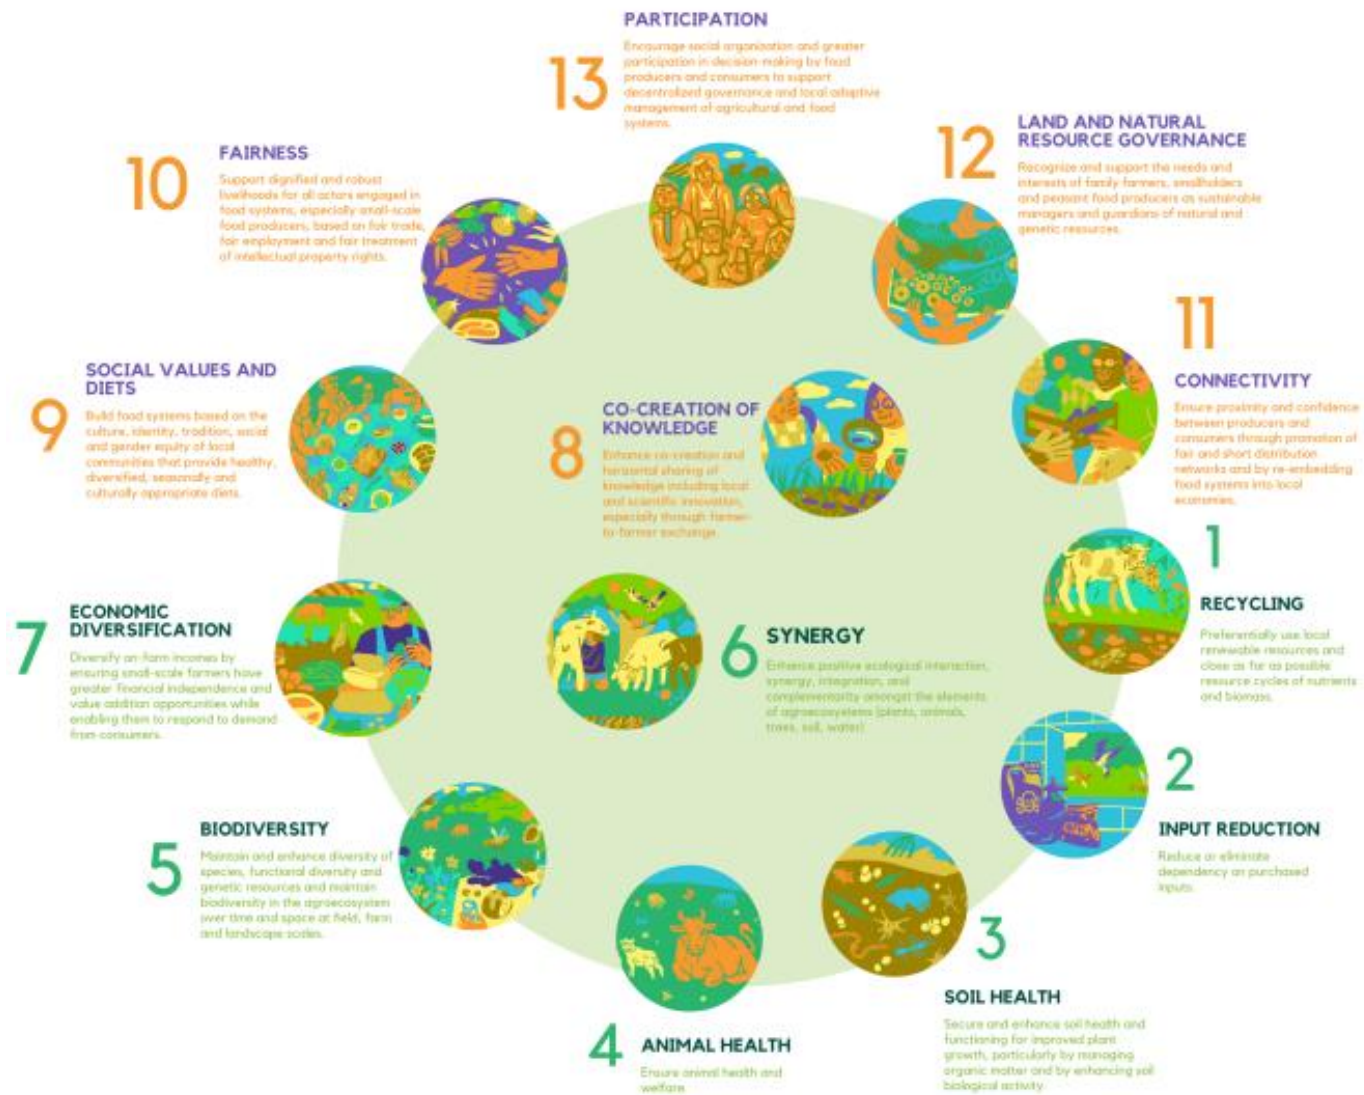 PARTICIPATION
13
Encourage social organization and greater
participation in decision-making by food
producers and consumers to support
decentralized governance and local adaptive
management of agricultural and food
systems.
12
LAND AND NATURAL
RESOURCE GOVERNANCE
Recognize and support the needs and
interests of family farmers, smallholders
and peasant food producers as sustainable
managers and guardians of natural and
genetic resources.
10
FAIRNESS
Support dignified and robust
livelihoods for all actors engaged in
food systems, especially small-scale
food producers, based on fair trade,
fair employment and fair treatment
of intellectual property rights.
11
CONNECTIVITY
Ensure proximity and confidence
between producers and
consumers through promotion of
fair and short distribution
networks and by re-embedding
food systems into local
economies.
9
SOCIAL VALUES AND
DIETS
Build food systems based on the
culture, identity, tradition, social
and gender equity of local
communities that provide healthy,
diversified, seasonally and
culturally appropriate diets.
8
CO-CREATION OF
KNOWLEDGE
Enhance co-creation and
horizontal sharing of
knowledge including local
and scientific innovation,
especially through farmer-
to-farmer exchange.
1
RECYCLING
Preferentially use local
renewable resources and
close as far as possible
resource cycles of nutrients
and biomass.
7
ECONOMIC
DIVERSIFICATION
Diversify on-farm incomes by
ensuring small-scale farmers have
greater financial independence and
value addition opportunities while
enabling them to respond to demand
from consumers.
6
SYNERGY
Enhance positive ecological interaction,
synergy, integration, and
complementarity amongst the elements
of agroecosystems (plants, animals,
trees, soil, water)
2
INPUT REDUCTION
Reduce or eliminate
dependency on purchased
inputs.
5
BIODIVERSITY
Maintain and enhance diversity of
species, functional diversity and
genetic resources and maintain
biodiversity in the agroecosystem
over time and space at field, farm
and landscape scales.
3
SOIL HEALTH
Secure and enhance soil health and
functioning for improved plant
growth, particularly by managing
organic matter and by enhancing soil
biological activity.
4
ANIMAL HEALTH
Ensure animal health and
welfare.